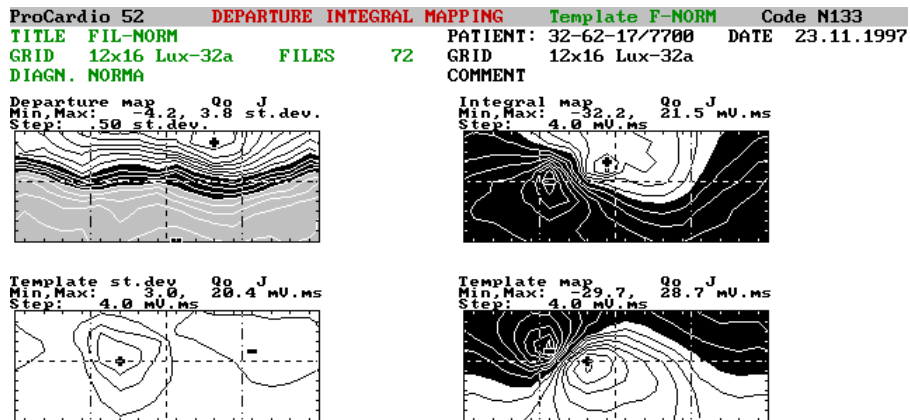 ProCardio 52 DEPARTURE INTEGRAL MAPPING Template F-NORM Code N133
TITLE FIL-NORM PATIENT: 32-62-17/7700 DATE 23.11.1997
GRID 12x16 Lux-32a FILES 72 GRID 12x16 Lux-32a
DIAGN. NORMA COMMENT
Departure map Qo J
Min,Max: -4.2, 3.8 st.dev.
Step: .50 st.dev.
Integral map Qo J
Min,Max: -32.2, 21.5 mV.ms
Step: 4.0 mV.ms
Template st.dev Qo J
Min,Max: 3.0, 20.4 mV.ms
Step: 4.0 mV.ms
Template map Qo J
Min,Max: -29.7, 28.7 mV.ms
Step: 4.0 mV.ms